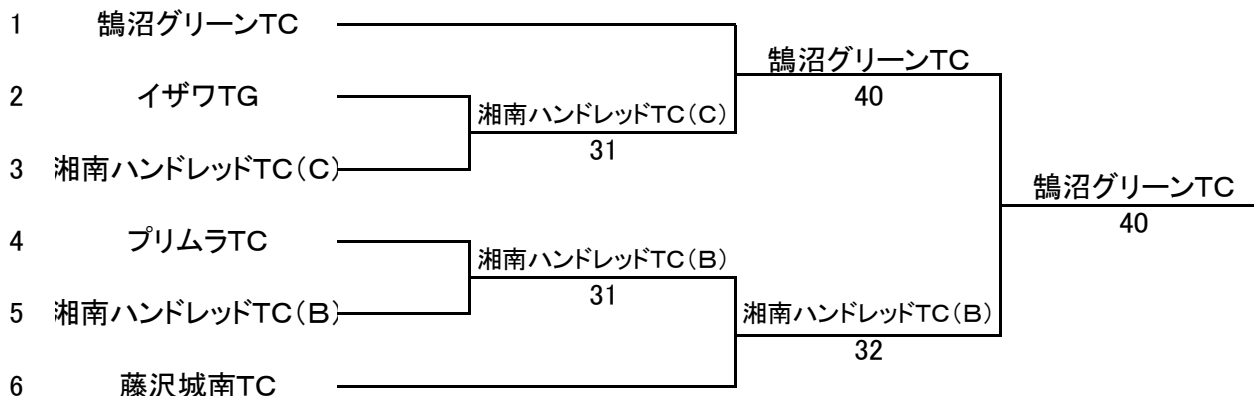 1 鵠沼グリーンTC
鵠沼グリーンTC
2 イザワTG
40
湘南ハンドレッドTC(C)
31
3 湘南ハンドレッドTC(C)
鵠沼グリーンTC
40
4 プリムラTC
湘南ハンドレッドTC(B)
31
5 湘南ハンドレッドTC(B)
湘南ハンドレッドTC(B)
32
6 藤沢城南TC